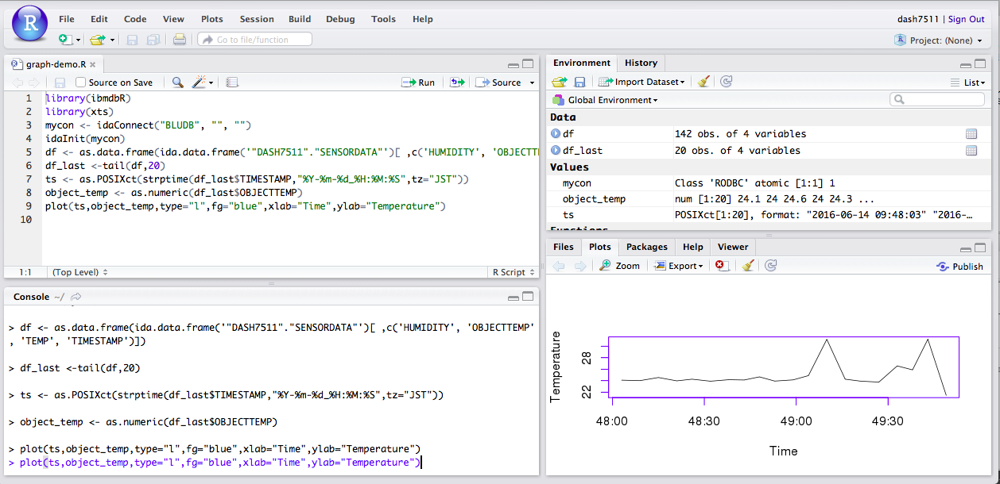 R
File Edit Code View Plots Session Build Debug Tools Help
dash7511 | Sign Out
Go to file/function
Project: (None)
graph-demo.R
Source on Save
Run
Source
1 library(ibmdbR)
2 library(xts)
3 mycon <- idaConnect("BLUDB", "", "")
4 idaInit(mycon)
5 df <- as.data.frame(ida.data.frame('"DASH7511"."SENSORDATA"')[ ,c('HUMIDITY', 'OBJECTT
6 df_last <-tail(df,20)
7 ts <- as.POSIXct(strptime(df_last$TIMESTAMP,"%Y-%m-%d_%H:%M:%S",tz="JST"))
8 object_temp <- as.numeric(df_last$OBJECTTEMP)
9 plot(ts,object_temp,type="l",fg="blue",xlab="Time",ylab="Temperature")
10
1:1 (Top Level) R Script
Console ~/
> df <- as.data.frame(ida.data.frame('"DASH7511"."SENSORDATA"')[ ,c('HUMIDITY', 'OBJECTTEMP'
, 'TEMP', 'TIMESTAMP')])
> df_last <-tail(df,20)
> ts <- as.POSIXct(strptime(df_last$TIMESTAMP,"%Y-%m-%d_%H:%M:%S",tz="JST"))
> object_temp <- as.numeric(df_last$OBJECTTEMP)
> plot(ts,object_temp,type="l",fg="blue",xlab="Time",ylab="Temperature")
> plot(ts,object_temp,type="l",fg="blue",xlab="Time",ylab="Temperature")
Environment History
Import Dataset
List
Global Environment
Data
df 142 obs. of 4 variables
df_last 20 obs. of 4 variables
Values
mycon Class 'RODBC' atomic [1:1] 1
object_temp num [1:20] 24.1 24 24.6 24 24.3 ...
ts POSIXct[1:20], format: "2016-06-14 09:48:03" "2016-…
Functions
Files Plots Packages Help Viewer
Zoom Export Publish
Temperature
28
22
48:00 48:30 49:00 49:30
Time